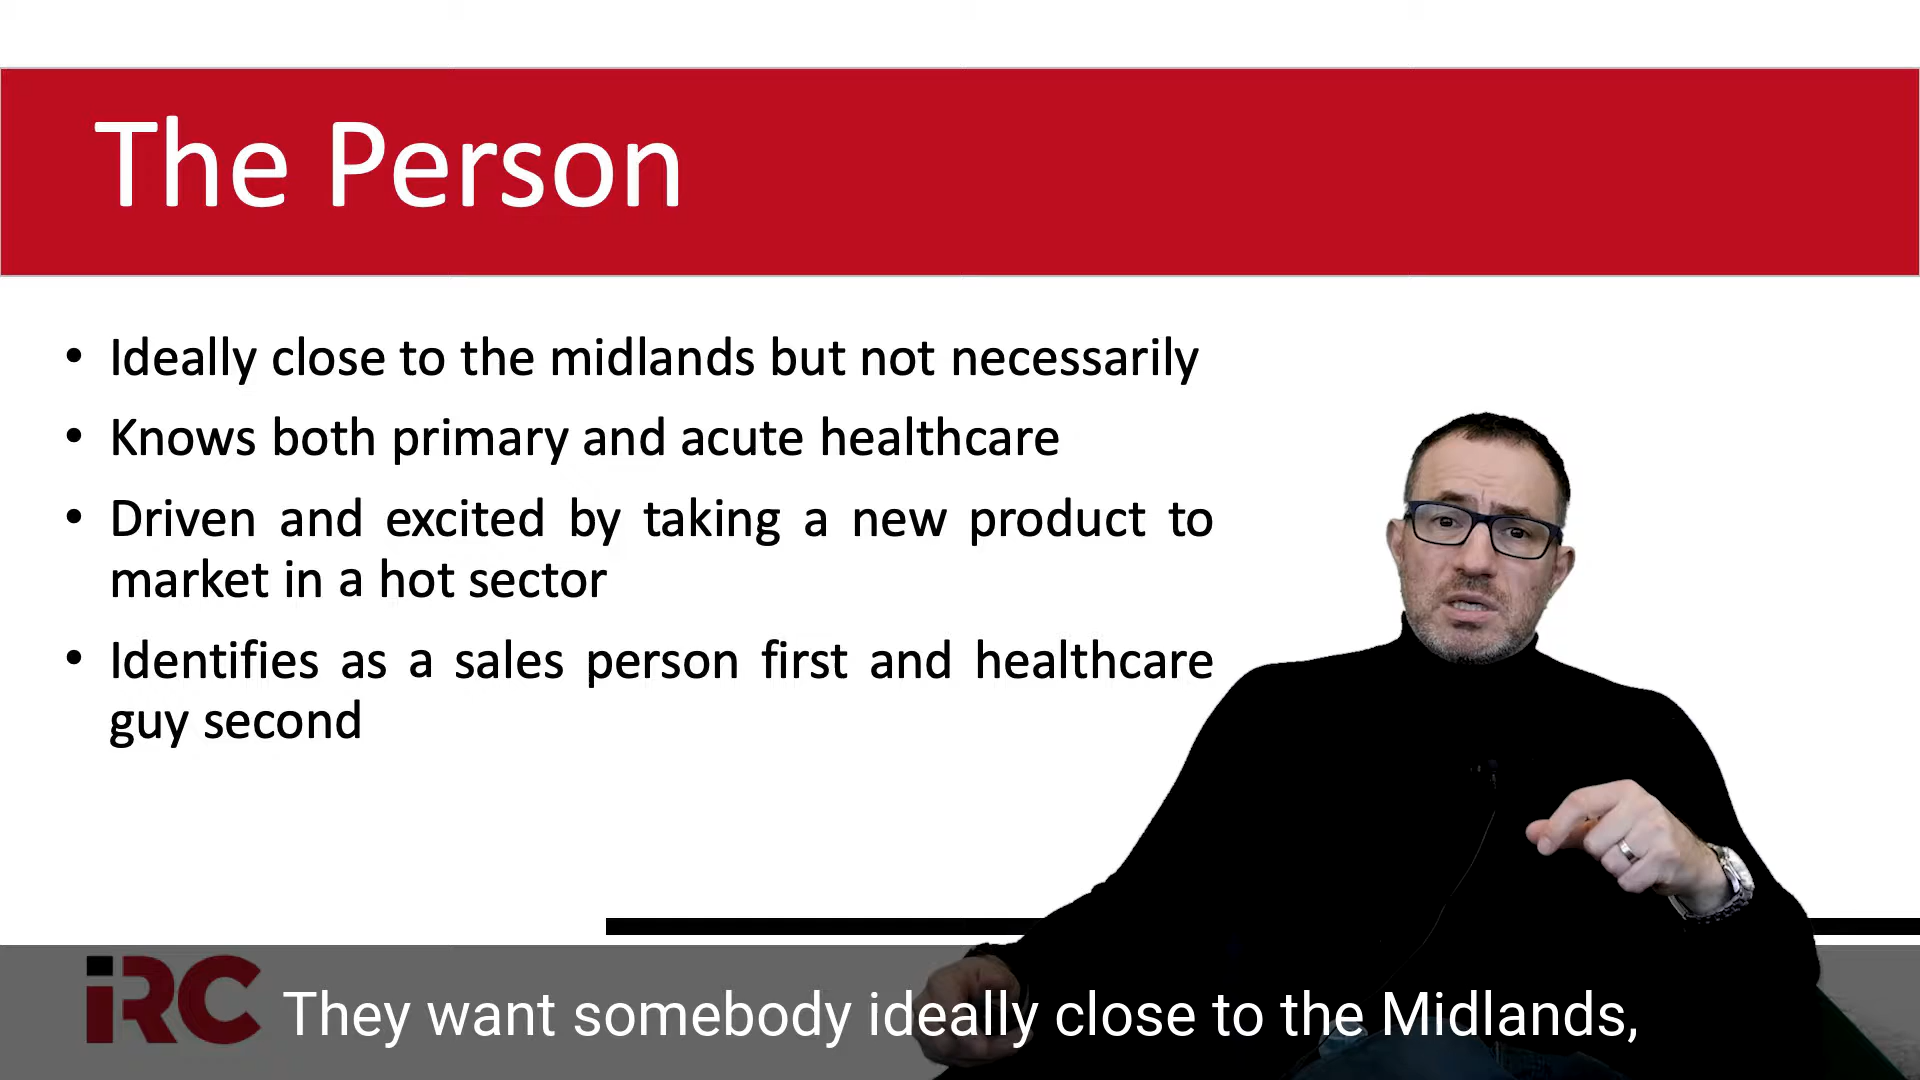 The Person
• Ideally close to the midlands but not necessarily
• Knows both primary and acute healthcare
• Driven and excited by taking a new product to
market in a hot sector
• Identifies as a sales person first and healthcare
guy second
iRC
They want somebody ideally close to the Midlands,